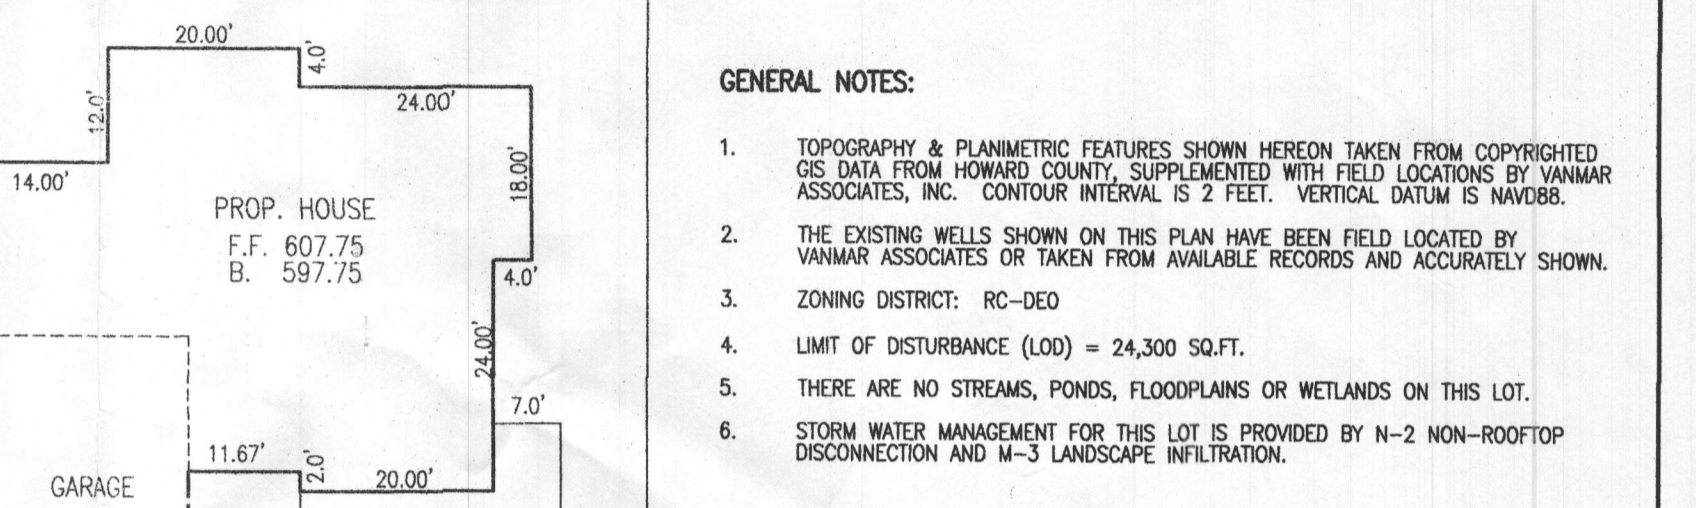 20.00'
4.0'
24.00'
12.0'
14.00'
18.00'
PROP. HOUSE
F.F. 607.75
B. 597.75
4.0'
24.00'
7.0'
11.67'
2.0'
20.00'
GARAGE
GENERAL NOTES:
1. TOPOGRAPHY & PLANIMETRIC FEATURES SHOWN HEREON TAKEN FROM COPYRIGHTED
GIS DATA FROM HOWARD COUNTY, SUPPLEMENTED WITH FIELD LOCATIONS BY VANMAR
ASSOCIATES, INC. CONTOUR INTERVAL IS 2 FEET. VERTICAL DATUM IS NAVD88.
2. THE EXISTING WELLS SHOWN ON THIS PLAN HAVE BEEN FIELD LOCATED BY
VANMAR ASSOCIATES OR TAKEN FROM AVAILABLE RECORDS AND ACCURATELY SHOWN.
3. ZONING DISTRICT: RC-DEO
4. LIMIT OF DISTURBANCE (LOD) = 24,300 SQ.FT.
5. THERE ARE NO STREAMS, PONDS, FLOODPLAINS OR WETLANDS ON THIS LOT.
6. STORM WATER MANAGEMENT FOR THIS LOT IS PROVIDED BY N-2 NON-ROOFTOP
DISCONNECTION AND M-3 LANDSCAPE INFILTRATION.